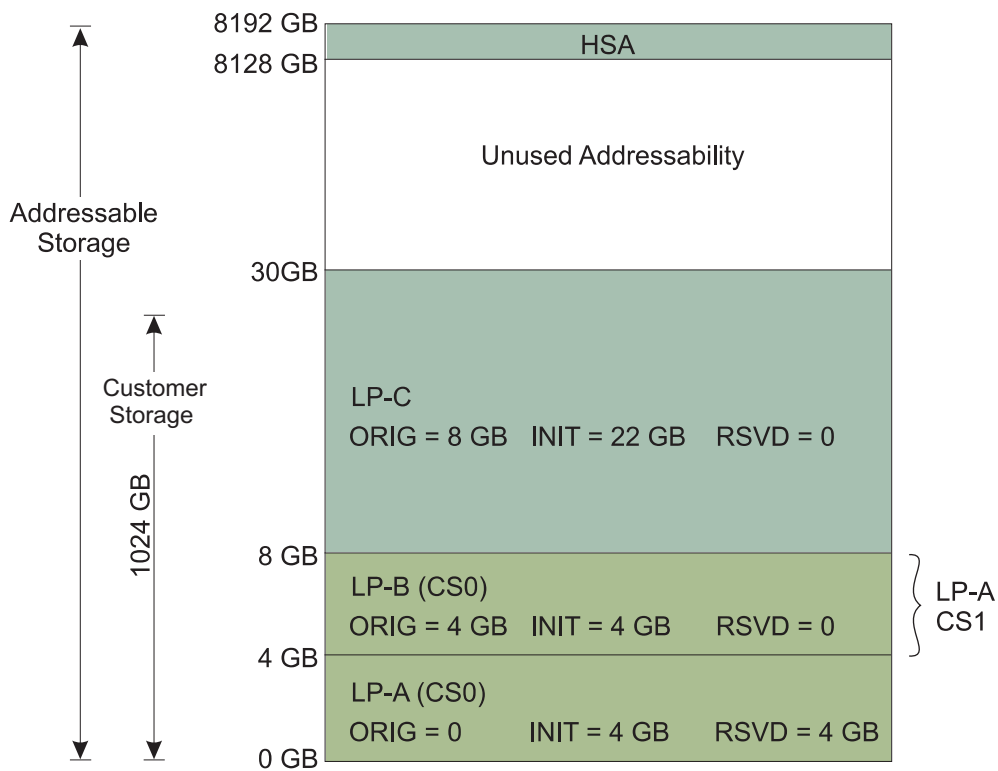 8192 GB
HSA
8128 GB
Unused Addressability
Addressable
Storage
30GB
Customer
Storage
1024 GB
LP-C
ORIG = 8 GB INIT = 22 GB RSVD = 0
8 GB
LP-B (CS0)
ORIG = 4 GB INIT = 4 GB RSVD = 0
LP-A
CS1
4 GB
LP-A (CS0)
ORIG = 0 INIT = 4 GB RSVD = 4 GB
0 GB